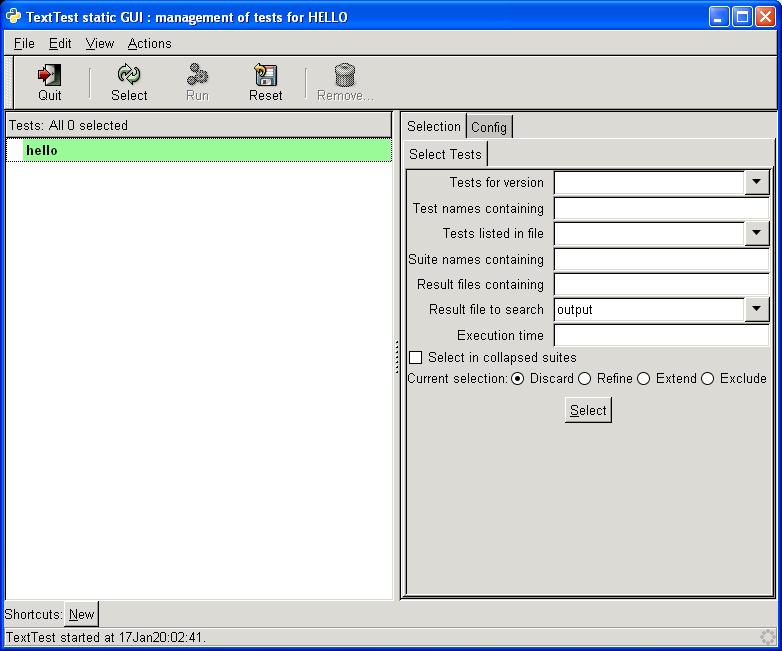 TextTest static GUI : management of tests for HELLO
File Edit View Actions
Quit Select Run Reset Remove...
Tests: All 0 selected
hello
Selection Config
Select Tests
Tests for version
Test names containing
Tests listed in file
Suite names containing
Result files containing
Result file to search output
Execution time
Select in collapsed suites
Current selection: Discard Refine Extend Exclude
Select
Shortcuts: New
TextTest started at 17Jan20:02:41.